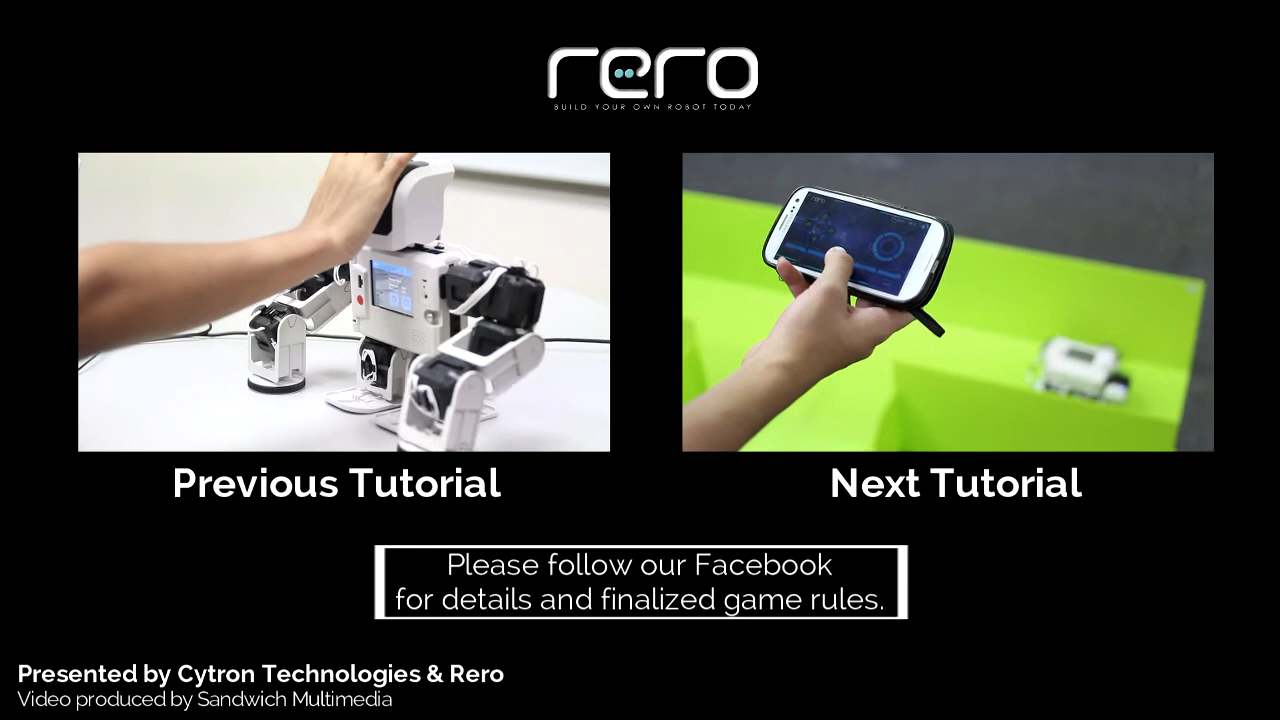 rero
BUILD YOUR OWN ROBOT TODAY
Previous Tutorial
Next Tutorial
Please follow our Facebook
for details and finalized game rules.
Presented by Cytron Technologies & Rero
Video produced by Sandwich Multimedia